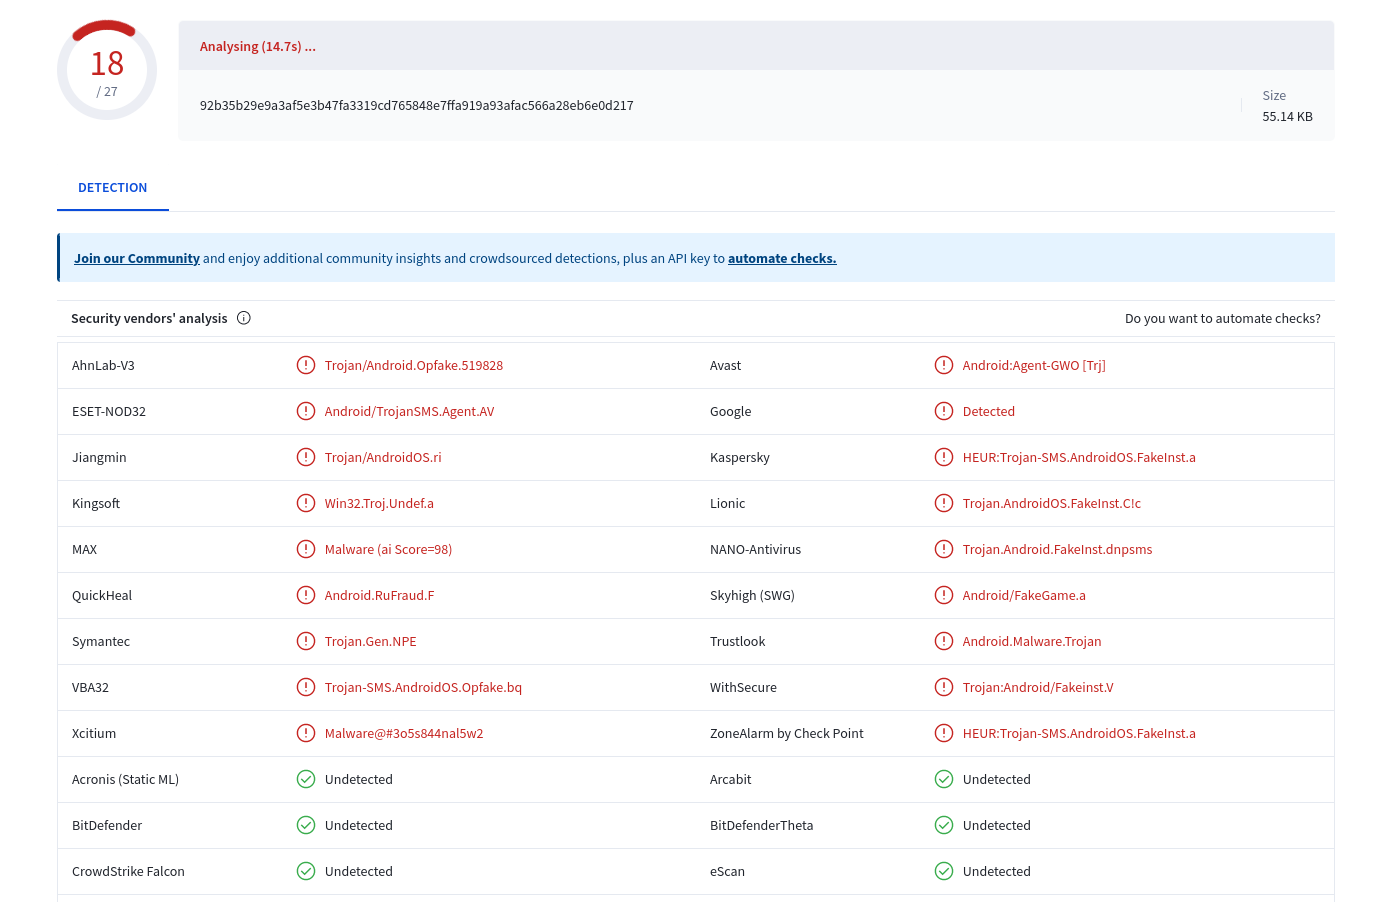 18
/ 27
Analysing (14.7s) ...
92b35b29e9a3af5e3b47fa3319cd765848e7ffa919a93afac566a28eb6e0d217
Size
55.14 KB
DETECTION
Join our Community and enjoy additional community insights and crowdsourced detections, plus an API key to automate checks.
Security vendors' analysis
Do you want to automate checks?
AhnLab-V3 Trojan/Android.Opfake.519828 Avast Android:Agent-GWO [Trj]
ESET-NOD32 Android/TrojanSMS.Agent.AV Google Detected
Jiangmin Trojan/AndroidOS.ri Kaspersky HEUR:Trojan-SMS.AndroidOS.FakeInst.a
Kingsoft Win32.Troj.Undef.a Lionic Trojan.AndroidOS.FakeInst.C!c
MAX Malware (ai Score=98) NANO-Antivirus Trojan.Android.FakeInst.dnpsms
QuickHeal Android.RuFraud.F Skyhigh (SWG) Android/FakeGame.a
Symantec Trojan.Gen.NPE Trustlook Android.Malware.Trojan
VBA32 Trojan-SMS.AndroidOS.Opfake.bq WithSecure Trojan:Android/Fakeinst.V
Xcitium Malware@#3o5s844nal5w2 ZoneAlarm by Check Point HEUR:Trojan-SMS.AndroidOS.FakeInst.a
Acronis (Static ML) Undetected Arcabit Undetected
BitDefender Undetected BitDefenderTheta Undetected
CrowdStrike Falcon Undetected eScan Undetected